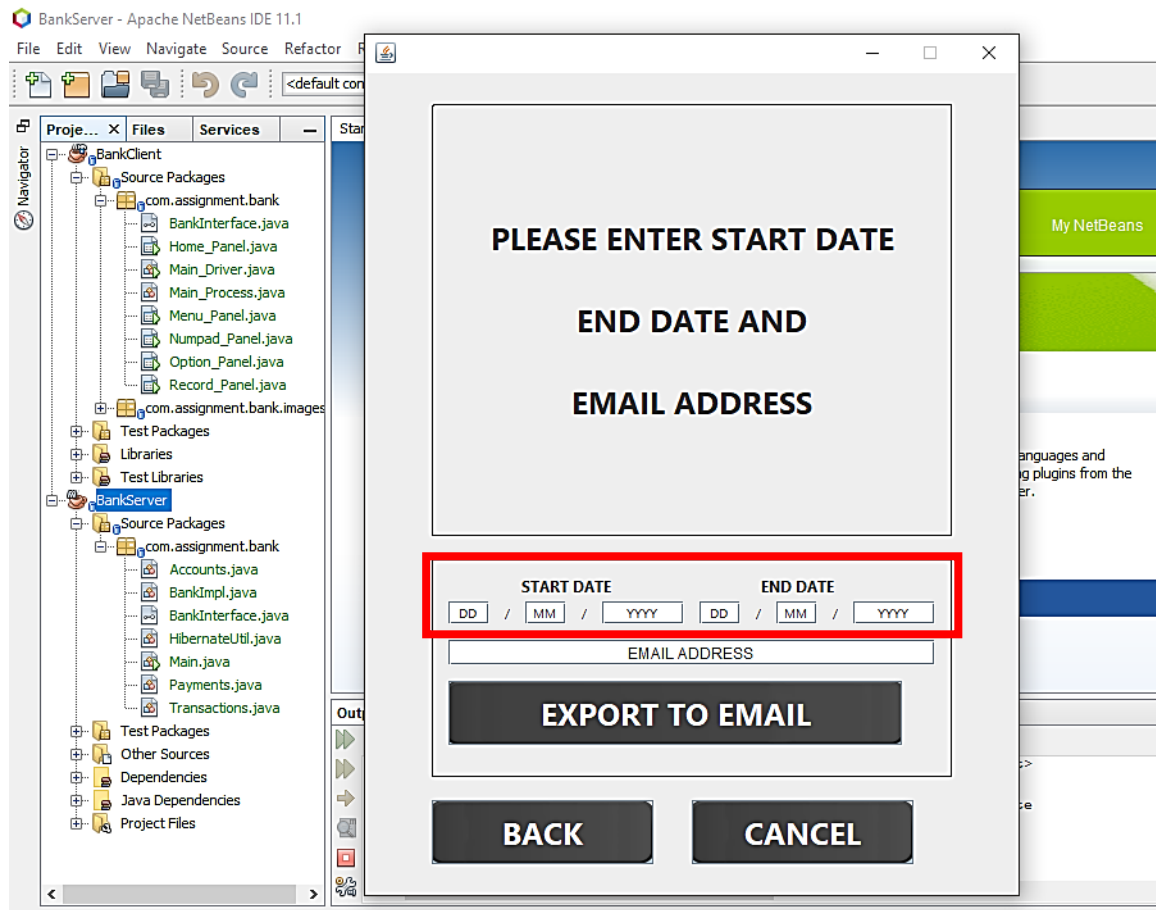 BankServer - Apache NetBeans IDE 11.1
File Edit View Navigate Source Refactor
<default con
Proje... Files Services
Navigator
BankClient
Source Packages
com.assignment.bank
BankInterface.java
Home_Panel.java
Main_Driver.java
Main_Process.java
Menu_Panel.java
Numpad_Panel.java
Option_Panel.java
Record_Panel.java
com.assignment.bank.images
Test Packages
Libraries
Test Libraries
BankServer
Source Packages
com.assignment.bank
Accounts.java
BankImpl.java
BankInterface.java
HibernateUtil.java
Main.java
Payments.java
Transactions.java
Test Packages
Other Sources
Dependencies
Java Dependencies
Project Files
PLEASE ENTER START DATE
END DATE AND
EMAIL ADDRESS
START DATE END DATE
DD / MM / YYYY DD / MM / YYYY
EMAIL ADDRESS
EXPORT TO EMAIL
BACK CANCEL
My NetBeans
anguages and
g plugins from the
er.